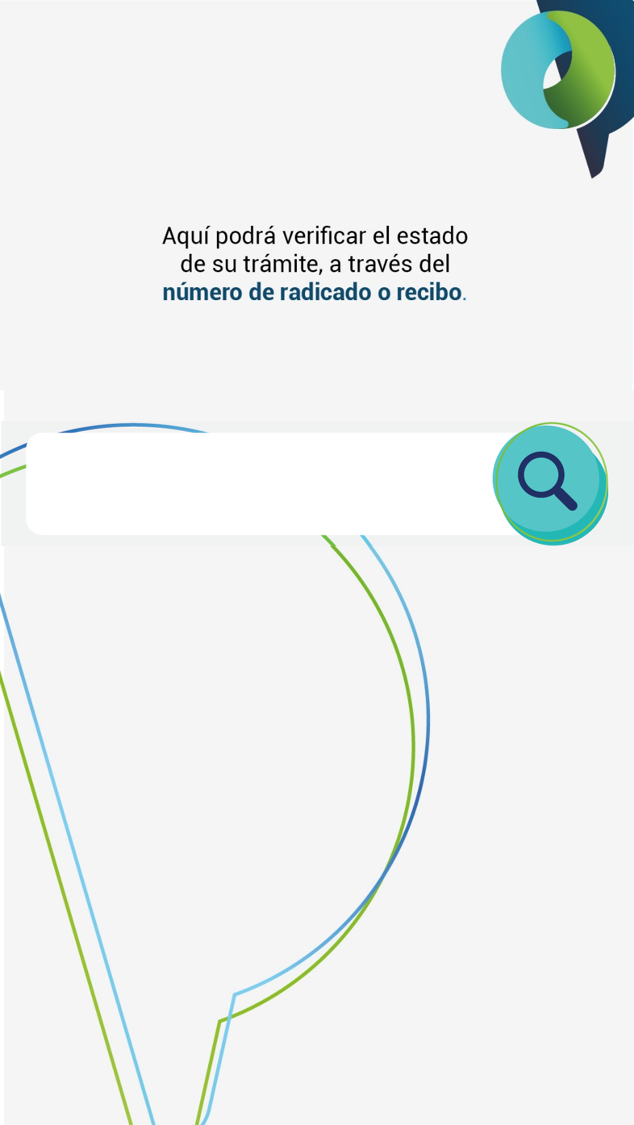 Aquí podrá verificar el estado
de su trámite, a través del
número de radicado o recibo.